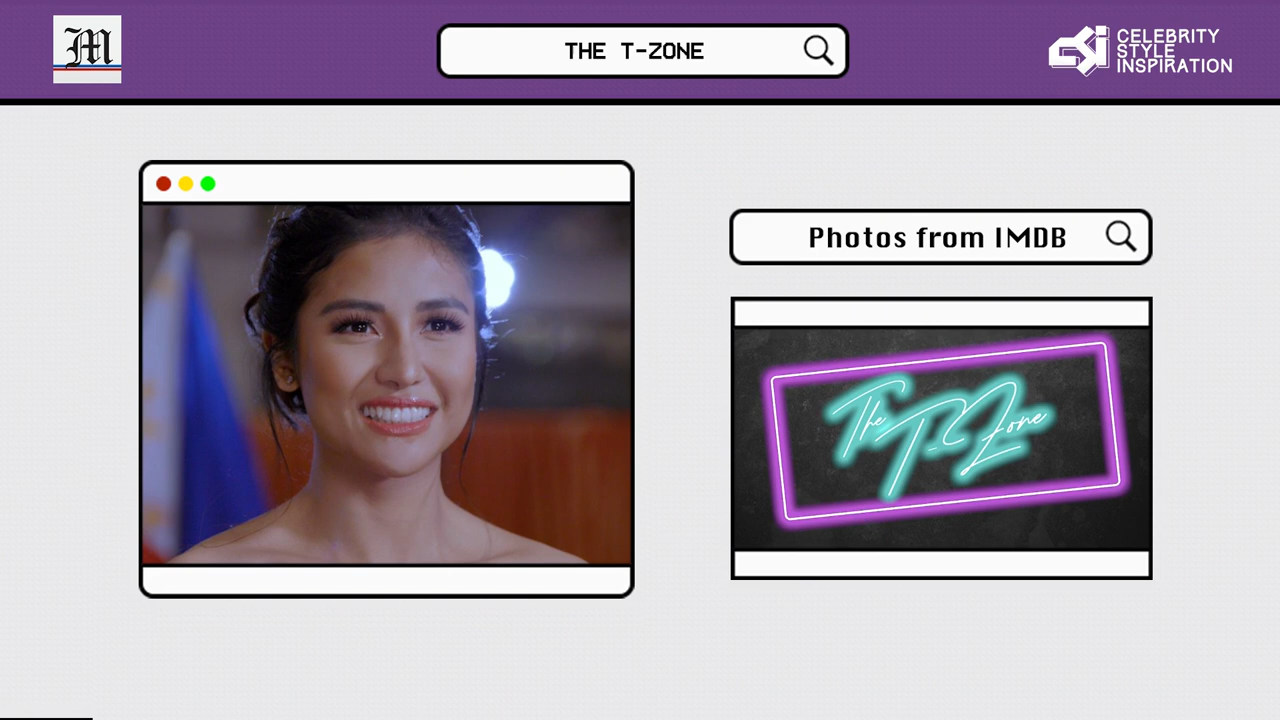 M
THE T-ZONE
CELEBRITY
STYLE
INSPIRATION
Photos from IMDB
The
T-Zone